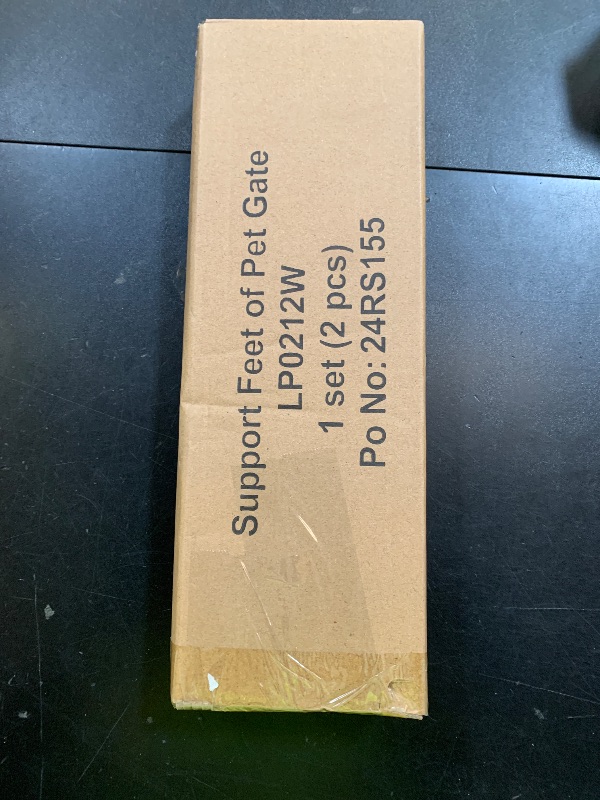 Support Feet of Pet Gate
LP0212W
1 set (2 pcs)
Po No: 24RS155